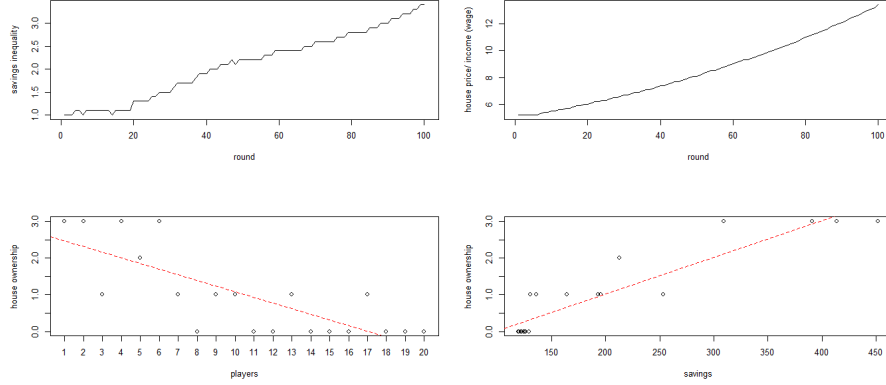 savings inequality
1.0 1.5 2.0 2.5 3.0
0 20 40 60 80 100
round
house price/ income (wage)
6 8 10 12
0 20 40 60 80 100
round
house ownership
0.0 1.0 2.0 3.0
1 2 3 4 5 6 7 8 9 10 11 12 13 14 15 16 17 18 19 20
players
house ownership
0.0 1.0 2.0 3.0
150 200 250 300 350 400 450
savings